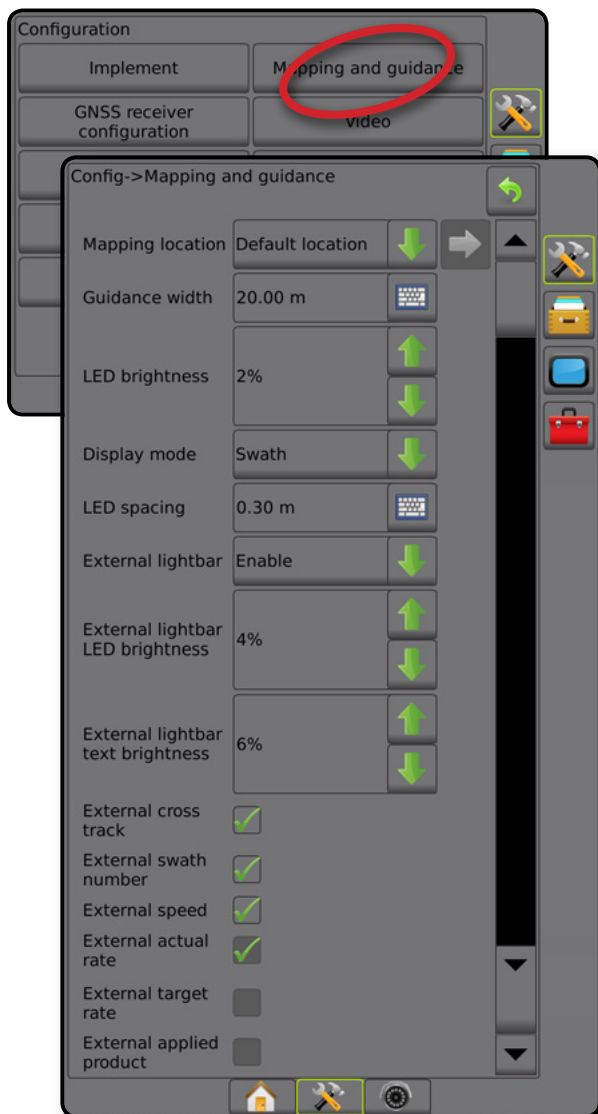 Configuration
Implement
Mapping and guidance
GNSS receiver
configuration
Video
Config->Mapping and guidance
Mapping location
Default location
Guidance width
20.00 m
LED brightness
2%
Display mode
Swath
LED spacing
0.30 m
External lightbar
Enable
External lightbar
LED brightness
4%
External lightbar
text brightness
6%
External cross
track
External swath
number
External speed
External actual
rate
External target
rate
External applied
product